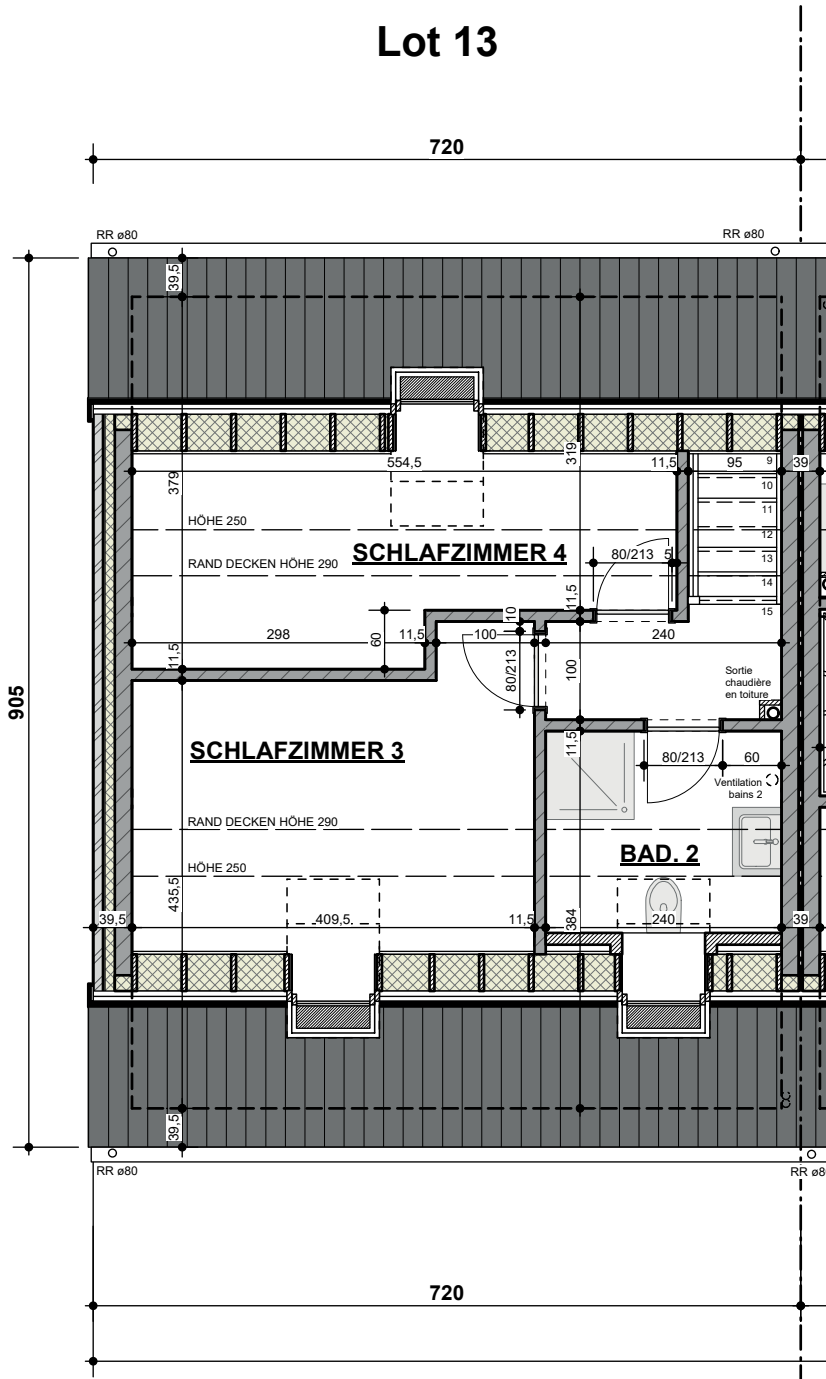 Lot 13
720
RR ø80
RR ø80
39,5
554,5
319
11,5
95
9
39
379
10
11
HÖHE 250
12
SCHLAFZIMMER 4
80/213
5
13
RAND DECKEN HÖHE 290
14
11,5
15
10
298
60
11,5
100
240
11,5
80/213
100
Sortie
chaudière
en toiture
905
SCHLAFZIMMER 3
11,5
80/213
60
Ventilation
bains 2
RAND DECKEN HÖHE 290
BAD. 2
HÖHE 250
435,5
39,5
409,5
11,5
384
240
39
39,5
RR ø80
RR ø8
720